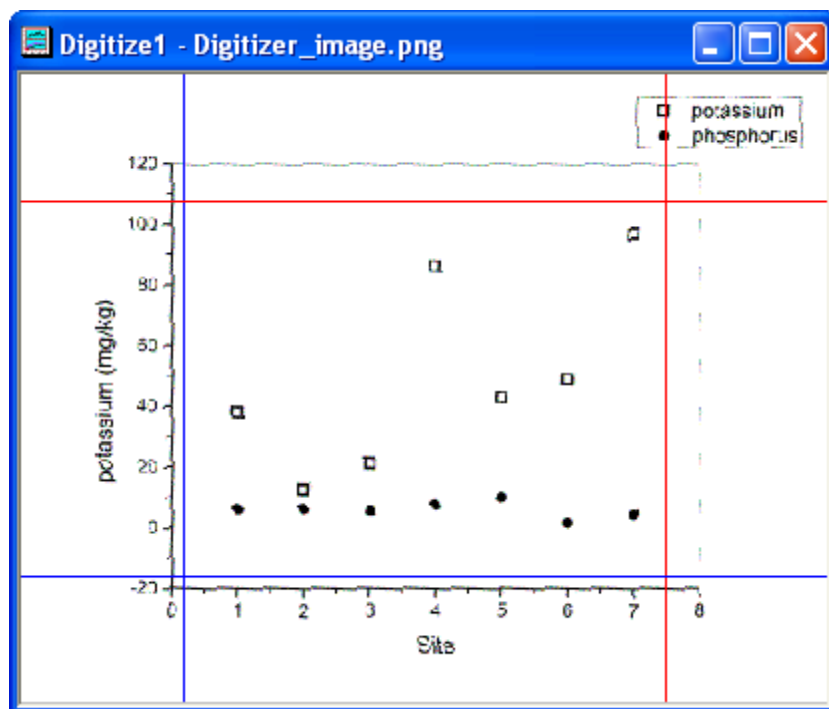 Digitize1 - Digitizer_image.png
potassium
phosphorus
120
100
80
60
40
20
0
-20
potassium (mg/kg)
0 1 2 3 4 5 6 7 8
Site